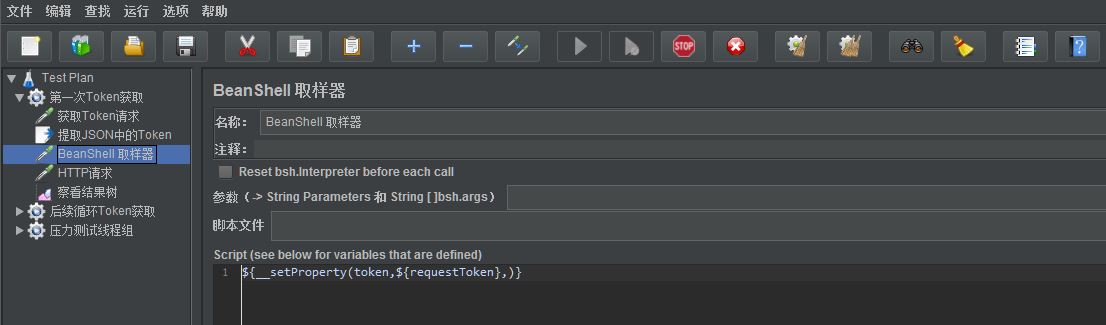 文件 编辑 查找 运行 选项 帮助
STOP
Test Plan
第一次Token获取
获取Token请求
提取JSON中的Token
BeanShell 取样器
HTTP请求
察看结果树
后续循环Token获取
压力测试线程组
BeanShell 取样器
名称： BeanShell 取样器
注释：
Reset bsh.Interpreter before each call
参数（-> String Parameters 和 String [ ]bsh.args）
脚本文件
Script (see below for variables that are defined)
1 ${__setProperty(token,${requestToken},)}